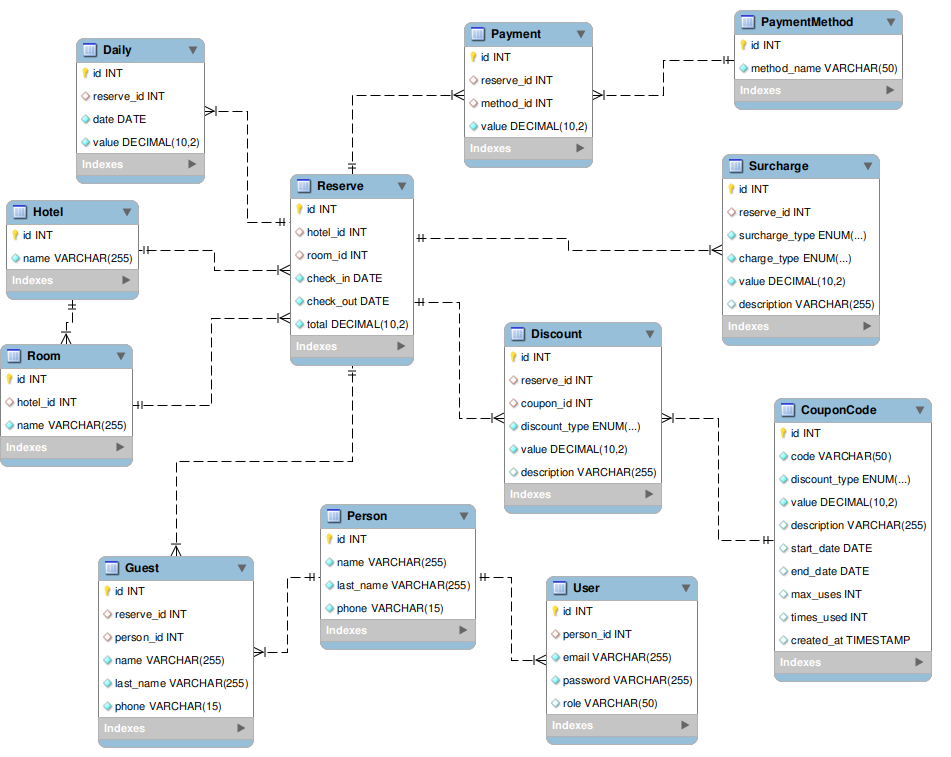 Daily
id INT
reserve_id INT
date DATE
value DECIMAL(10,2)
Indexes
Payment
id INT
reserve_id INT
method_id INT
value DECIMAL(10,2)
Indexes
PaymentMethod
id INT
method_name VARCHAR(50)
Indexes
Hotel
id INT
name VARCHAR(255)
Indexes
Reserve
id INT
hotel_id INT
room_id INT
check_in DATE
check_out DATE
total DECIMAL(10,2)
Indexes
Surcharge
id INT
reserve_id INT
surcharge_type ENUM(...)
charge_type ENUM(...)
value DECIMAL(10,2)
description VARCHAR(255)
Indexes
Room
id INT
hotel_id INT
name VARCHAR(255)
Indexes
Discount
id INT
reserve_id INT
coupon_id INT
discount_type ENUM(...)
value DECIMAL(10,2)
description VARCHAR(255)
Indexes
CouponCode
id INT
code VARCHAR(50)
discount_type ENUM(...)
value DECIMAL(10,2)
description VARCHAR(255)
start_date DATE
end_date DATE
max_uses INT
times_used INT
created_at TIMESTAMP
Indexes
Person
id INT
name VARCHAR(255)
last_name VARCHAR(255)
phone VARCHAR(15)
Indexes
Guest
id INT
reserve_id INT
person_id INT
name VARCHAR(255)
last_name VARCHAR(255)
phone VARCHAR(15)
Indexes
User
id INT
person_id INT
email VARCHAR(255)
password VARCHAR(255)
role VARCHAR(50)
Indexes